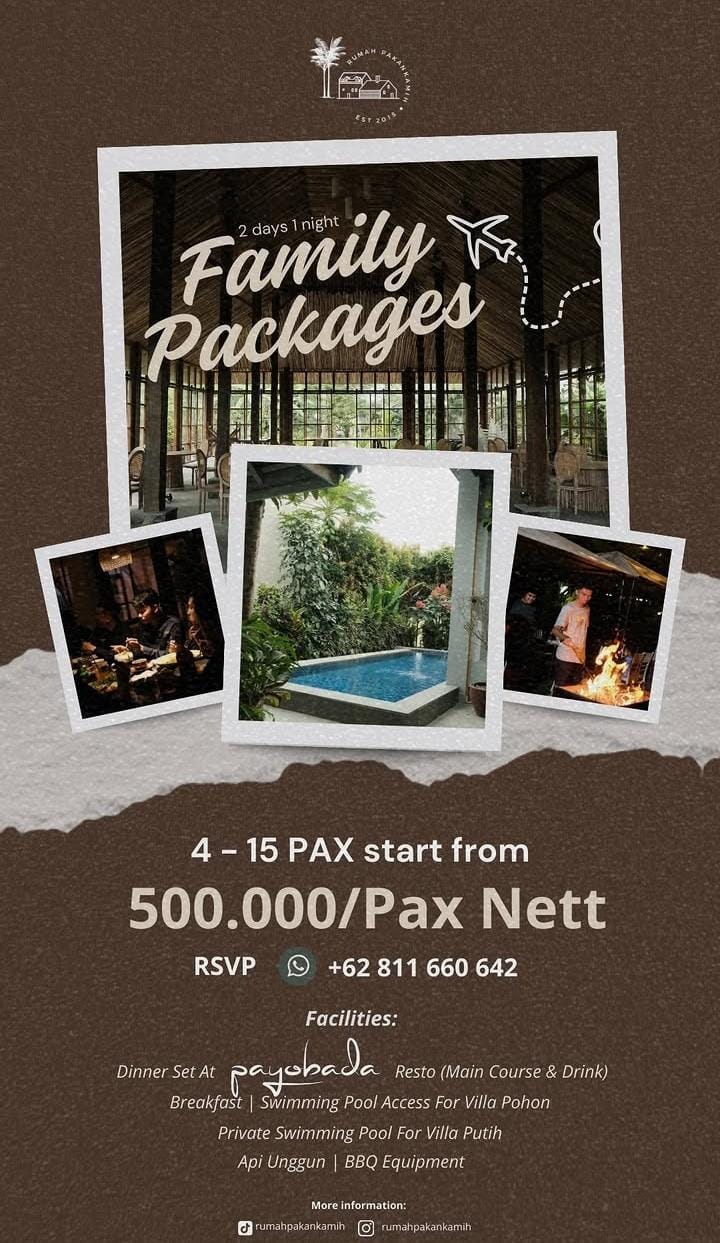 RUMAH PAKANKAMIH
EST 2015
2 days 1 night
Family
Packages
4 – 15 PAX start from
500.000/Pax Nett
RSVP +62 811 660 642
Facilities:
Dinner Set At payobada Resto (Main Course & Drink)
Breakfast | Swimming Pool Access For Villa Pohon
Private Swimming Pool For Villa Putih
Api Unggun | BBQ Equipment
More information:
rumahpakankamih rumahpakankamih